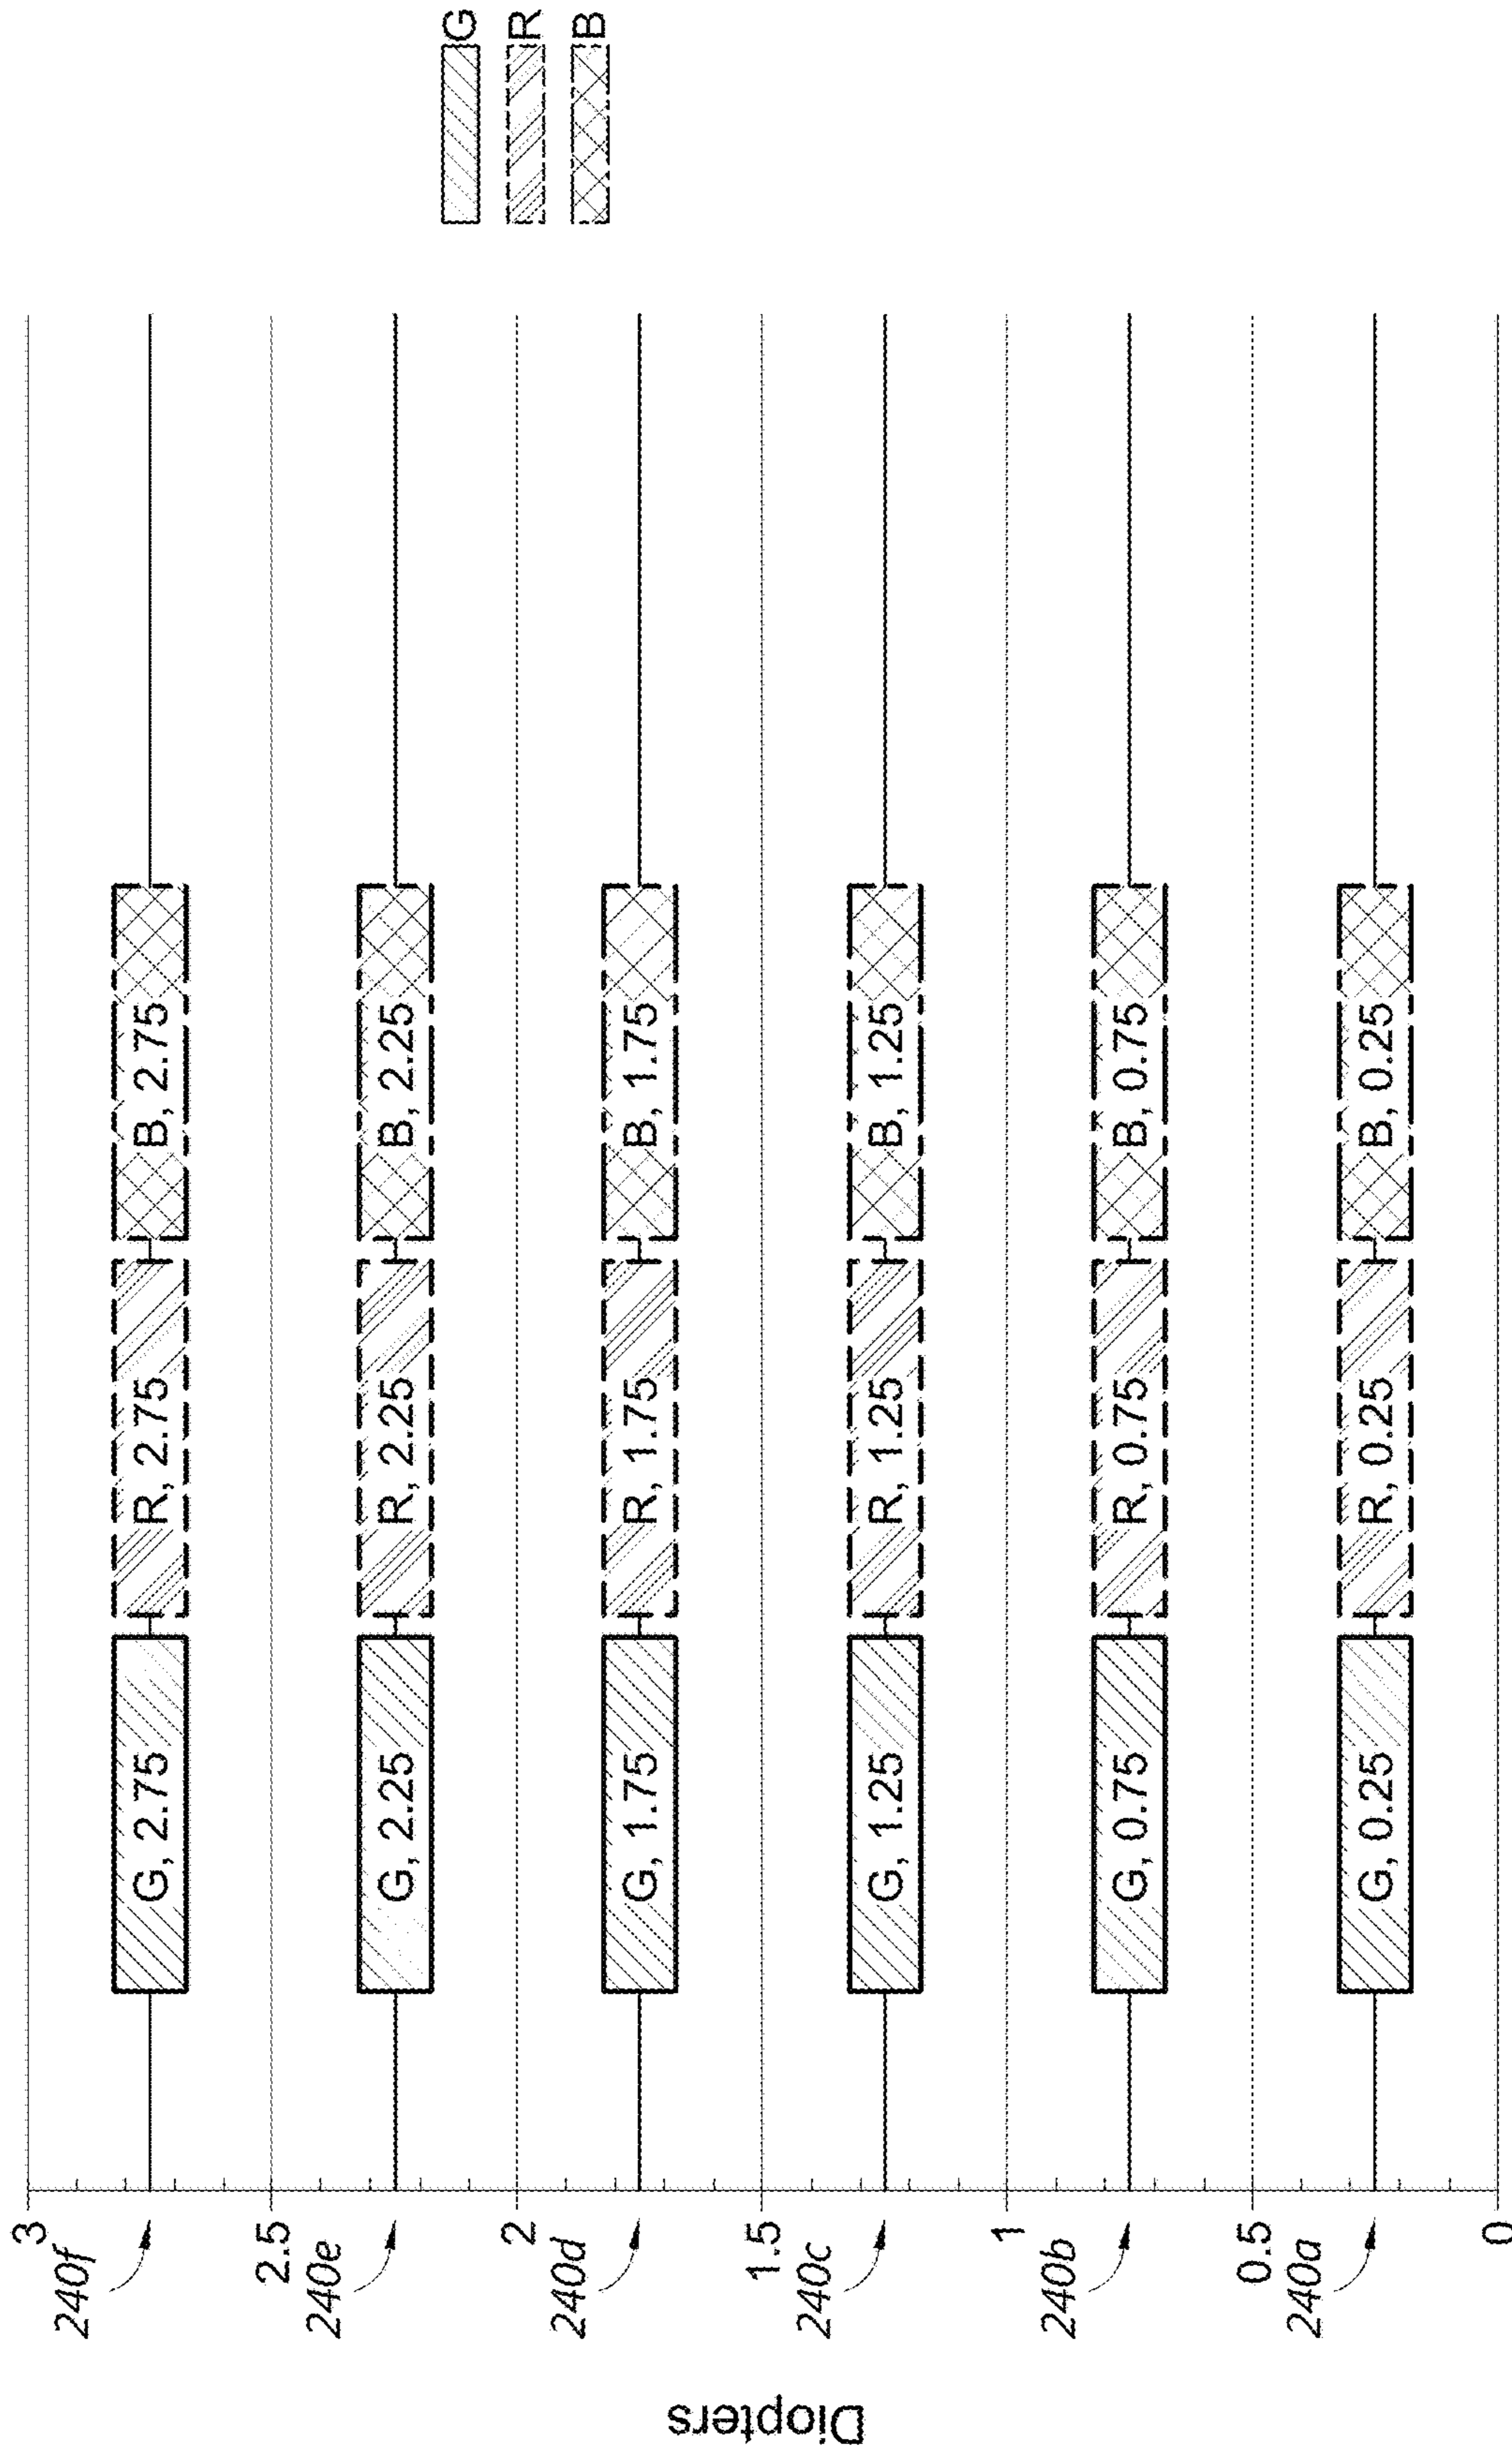 Diopters
3
240f
G, 2.75
R, 2.75
B, 2.75
2.5
240e
G, 2.25
R, 2.25
B, 2.25
2
240d
G, 1.75
R, 1.75
B, 1.75
1.5
240c
G, 1.25
R, 1.25
B, 1.25
1
240b
G, 0.75
R, 0.75
B, 0.75
0.5
240a
G, 0.25
R, 0.25
B, 0.25
0
G
R
B